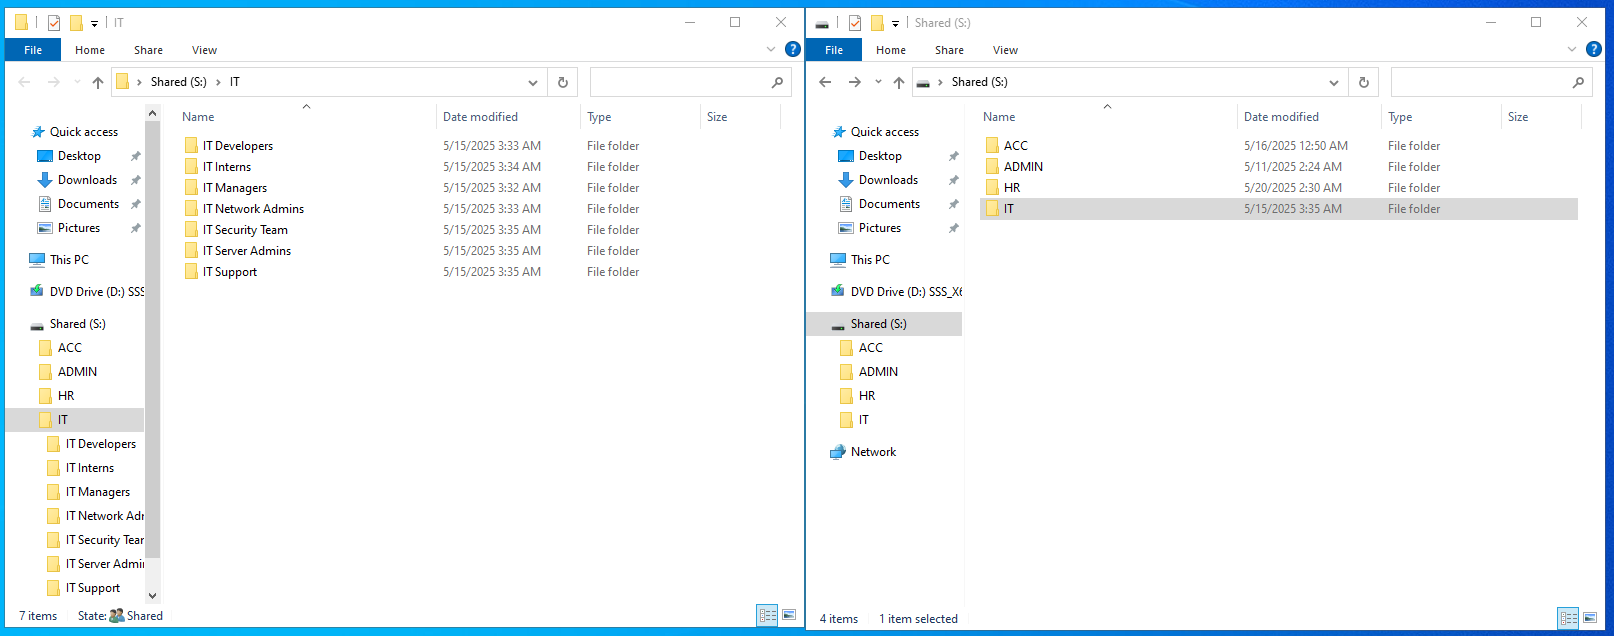 IT
File Home Share View
Shared (S:) IT
Name Date modified Type Size
Quick access
Desktop
Downloads
Documents
Pictures
This PC
DVD Drive (D:) SSS
Shared (S:)
ACC
ADMIN
HR
IT
IT Developers
IT Interns
IT Managers
IT Network Adr
IT Security Tear
IT Server Admi
IT Support
IT Developers 5/15/2025 3:33 AM File folder
IT Interns 5/15/2025 3:34 AM File folder
IT Managers 5/15/2025 3:32 AM File folder
IT Network Admins 5/15/2025 3:33 AM File folder
IT Security Team 5/15/2025 3:35 AM File folder
IT Server Admins 5/15/2025 3:35 AM File folder
IT Support 5/15/2025 3:35 AM File folder
7 items State: Shared
Shared (S:)
File Home Share View
Shared (S:)
Name Date modified Type Size
Quick access
Desktop
Downloads
Documents
Pictures
This PC
DVD Drive (D:) SSS_X6
Shared (S:)
ACC
ADMIN
HR
IT
Network
ACC 5/16/2025 12:50 AM File folder
ADMIN 5/11/2025 2:24 AM File folder
HR 5/20/2025 2:30 AM File folder
IT 5/15/2025 3:35 AM File folder
4 items 1 item selected